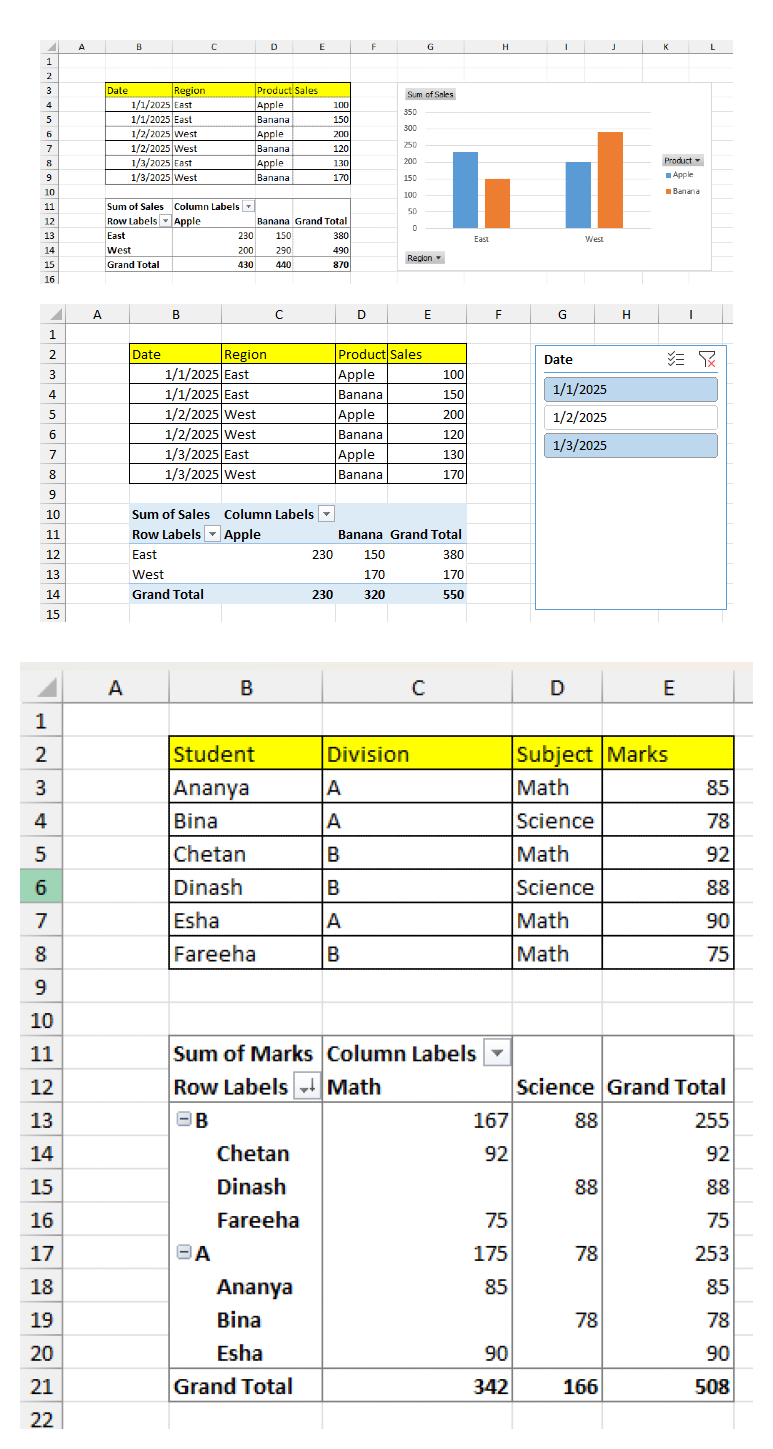 A B C D E F G H I J K L
1
2
3 Date Region Product Sales
4 1/1/2025 East Apple 100
5 1/1/2025 East Banana 150
6 1/2/2025 West Apple 200
7 1/2/2025 West Banana 120
8 1/3/2025 East Apple 130
9 1/3/2025 West Banana 170
10
11 Sum of Sales Column Labels
12 Row Labels Apple Banana Grand Total
13 East 230 150 380
14 West 200 290 490
15 Grand Total 430 440 870
16
Sum of Sales
350
300
250
200
150
100
50
0
East West
Product
Apple
Banana
Region
A B C D E F G H I
1
2 Date Region Product Sales
3 1/1/2025 East Apple 100
4 1/1/2025 East Banana 150
5 1/2/2025 West Apple 200
6 1/2/2025 West Banana 120
7 1/3/2025 East Apple 130
8 1/3/2025 West Banana 170
9
10 Sum of Sales Column Labels
11 Row Labels Apple Banana Grand Total
12 East 230 150 380
13 West 170 170
14 Grand Total 230 320 550
15
Date
1/1/2025
1/2/2025
1/3/2025
A B C D E
1
2 Student Division Subject Marks
3 Ananya A Math 85
4 Bina A Science 78
5 Chetan B Math 92
6 Dinash B Science 88
7 Esha A Math 90
8 Fareeha B Math 75
9
10
11 Sum of Marks Column Labels
12 Row Labels Math Science Grand Total
13 B 167 88 255
14 Chetan 92 92
15 Dinash 88 88
16 Fareeha 75 75
17 A 175 78 253
18 Ananya 85 85
19 Bina 78 78
20 Esha 90 90
21 Grand Total 342 166 508
22